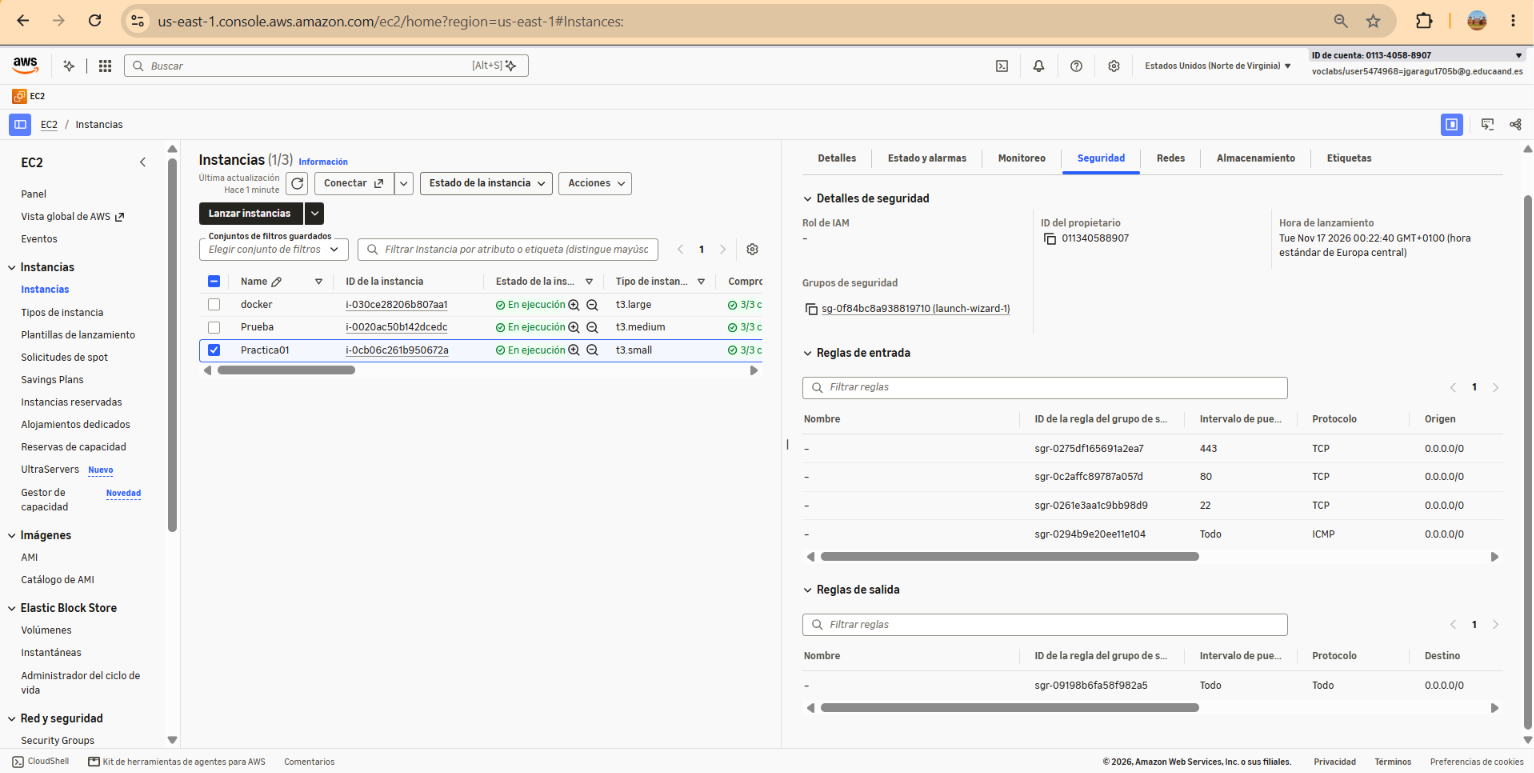 us-east-1.console.aws.amazon.com/ec2/home?region=us-east-1#Instances:
aws
Buscar
[Alt+S]
Estados Unidos (Norte de Virginia)
ID de cuenta: 0113-4058-8907
voclabs/user5474968=jgaragu1705b@g.educaand.es
EC2
EC2 / Instancias
EC2
Panel
Vista global de AWS
Eventos
Instancias
Instancias
Tipos de instancia
Plantillas de lanzamiento
Solicitudes de spot
Savings Plans
Instancias reservadas
Alojamientos dedicados
Reservas de capacidad
UltraServers Nuevo
Gestor de capacidad Novedad
Imágenes
AMI
Catálogo de AMI
Elastic Block Store
Volúmenes
Instantáneas
Administrador del ciclo de vida
Red y seguridad
Security Groups
Instancias (1/3) Información
Última actualización
Hace 1 minute
Conectar
Estado de la instancia
Acciones
Lanzar instancias
Conjuntos de filtros guardados
Elegir conjunto de filtros
Filtrar Instancia por atributo o etiqueta (distingue mayúsc
1
Name ID de la instancia Estado de la ins... Tipo de instan... Compro
docker i-030ce28206b807aa1 En ejecución t3.large 3/3 c
Prueba i-0020ac50b142dcedc En ejecución t3.medium 3/3 c
Practica01 i-0cb06c261b950672a En ejecución t3.small 3/3 c
Detalles Estado y alarmas Monitoreo Seguridad Redes Almacenamiento Etiquetas
Detalles de seguridad
Rol de IAM
–
ID del propietario
011340588907
Hora de lanzamiento
Tue Nov 17 2026 00:22:40 GMT+0100 (hora
estándar de Europa central)
Grupos de seguridad
sg-0f84bc8a938819710 (launch-wizard-1)
Reglas de entrada
Filtrar reglas
1
Nombre ID de la regla del grupo de s... Intervalo de pue... Protocolo Origen
– sgr-0275df165691a2ea7 443 TCP 0.0.0.0/0
– sgr-0c2affc89787a057d 80 TCP 0.0.0.0/0
– sgr-0261e3aa1c9bb98d9 22 TCP 0.0.0.0/0
– sgr-0294b9e20ee11e104 Todo ICMP 0.0.0.0/0
Reglas de salida
Filtrar reglas
1
Nombre ID de la regla del grupo de s... Intervalo de pue... Protocolo Destino
– sgr-09198b6fa58f982a5 Todo Todo 0.0.0.0/0
CloudShell
Kit de herramientas de agentes para AWS
Comentarios
© 2026, Amazon Web Services, Inc. o sus filiales.
Privacidad
Términos
Preferencias de cookies